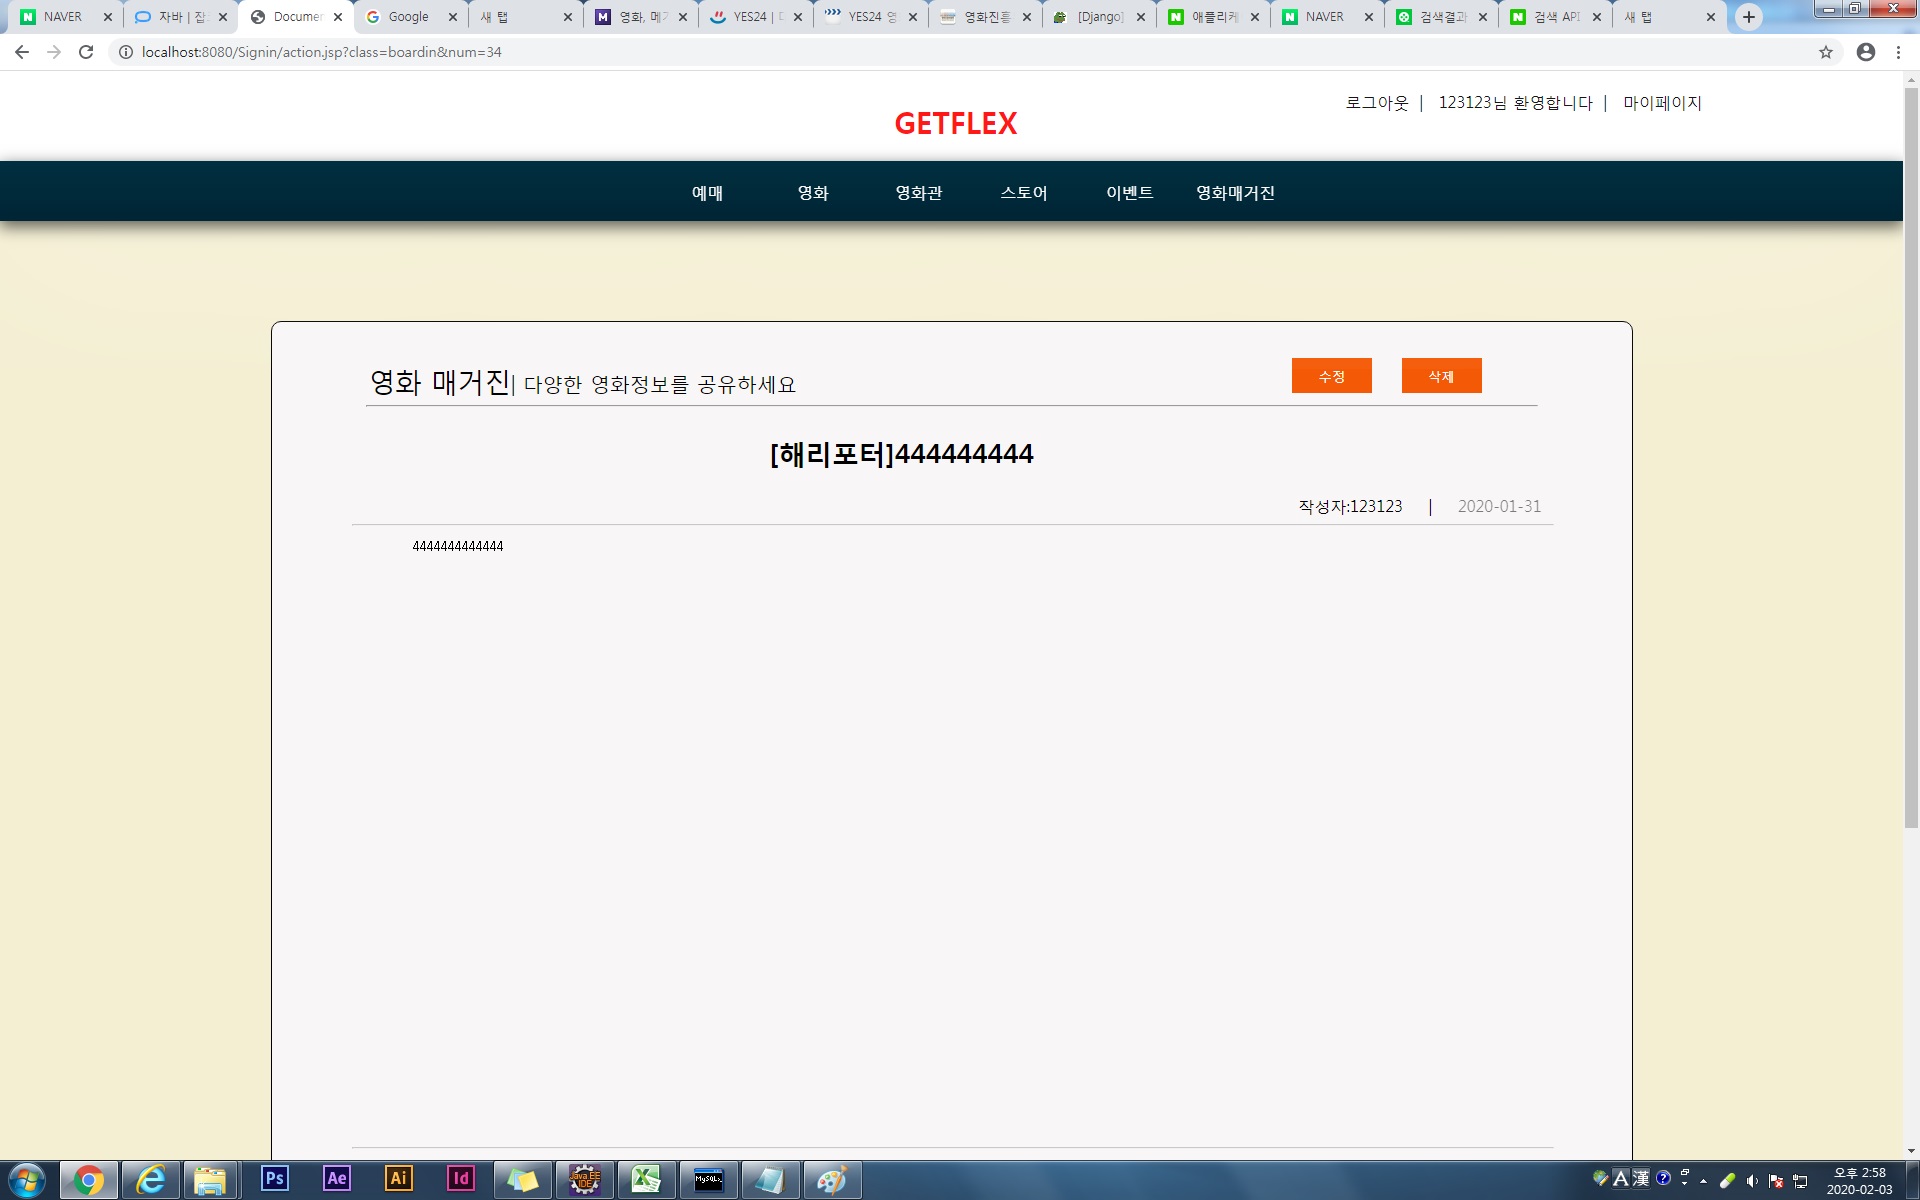 NAVER 자바 | 잡 Documen Google 새 탭 영화, 메 YES24 | YES24 영 영화진흥 [Django] 애플리케 NAVER 검색결과 검색 API 새 탭
localhost:8080/Signin/action.jsp?class=boardin&num=34
로그아웃 | 123123님 환영합니다 | 마이페이지
GETFLEX
예매 영화 영화관 스토어 이벤트 영화매거진
영화 매거진| 다양한 영화정보를 공유하세요
수정 삭제
[해리포터]444444444
작성자:123123 | 2020-01-31
4444444444444
Ps Ae Ai Id Java EE IDE MySQL A 漢 오후 2:58
2020-02-03